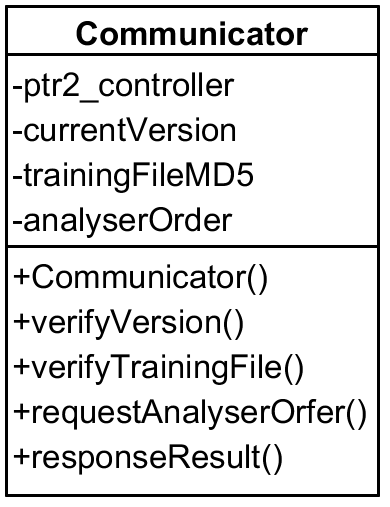 Communicator
-ptr2_controller
-currentVersion
-trainingFileMD5
-analyserOrder
+Communicator()
+verifyVersion()
+verifyTrainingFile()
+requestAnalyserOrfer()
+responseResult()